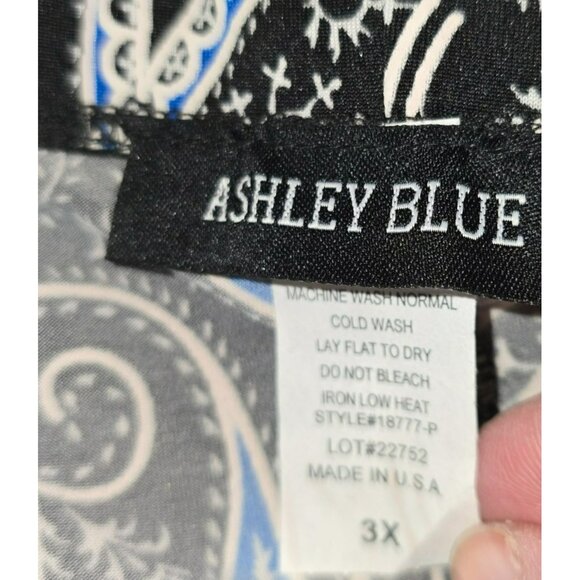 ASHLEY BLUE
MACHINE WASH NORMAL
COLD WASH
LAY FLAT TO DRY
DO NOT BLEACH
IRON LOW HEAT
STYLE#18777-P
LOT#22752
MADE IN U.S.A
3X